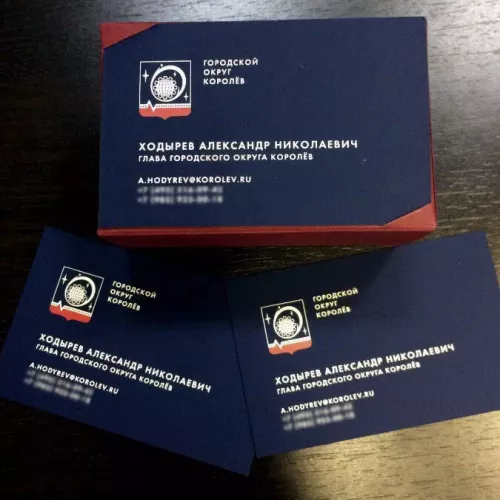 ГОРОДСКОЙ
ОКРУГ
КОРОЛЁВ
ХОДЫРЕВ АЛЕКСАНДР НИКОЛАЕВИЧ
ГЛАВА ГОРОДСКОГО ОКРУГА КОРОЛЁВ
A.HODYREV@KOROLEV.RU
ГОРОДСКОЙ
ОКРУГ
КОРОЛЁВ
ХОДЫРЕВ АЛЕКСАНДР НИКОЛАЕВИЧ
ГЛАВА ГОРОДСКОГО ОКРУГА КОРОЛЁВ
A.HODYREV@KOROLEV.RU
ГОРОДСКОЙ
ОКРУГ
КОРОЛЁВ
ХОДЫРЕВ АЛЕКСАНДР НИКОЛАЕВИЧ
ГЛАВА ГОРОДСКОГО ОКРУГА КОРОЛЁВ
A.HODYREV@KOROLEV.RU